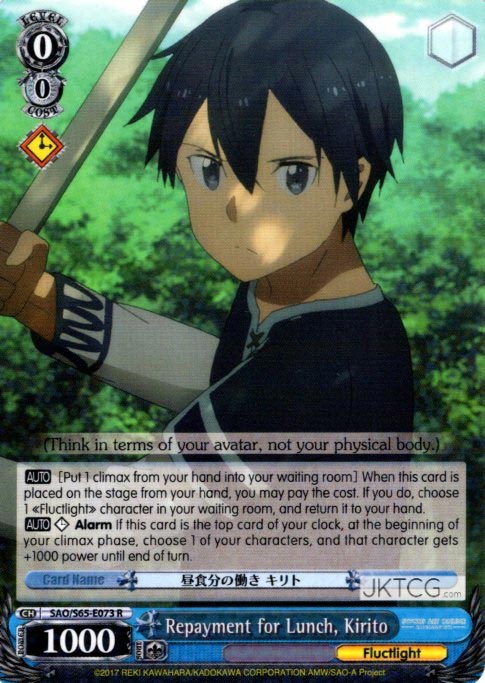 LEVEL
0
0
COST
(Think in terms of your avatar, not your physical body.)
AUTO [Put 1 climax from your hand into your waiting room] When this card is
placed on the stage from your hand, you may pay the cost. If you do, choose
1 «Fluctlight» character in your waiting room, and return it to your hand.
AUTO Alarm If this card is the top card of your clock, at the beginning of
your climax phase, choose 1 of your characters, and that character gets
+1000 power until end of turn.
Card Name 昼食分の働き キリト
JKTCG.com
CH SAO/S65-E073 R
POWER 1000 SOUL Repayment for Lunch, Kirito
Fluctlight
©2017 REKI KAWAHARA/KADOKAWA CORPORATION AMW/SAO-A Project